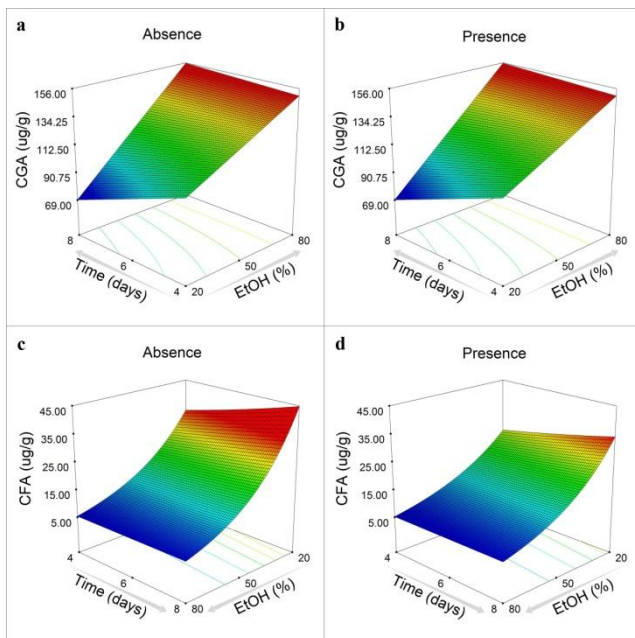 a
Absence
156.00
134.25
112.50
90.75
69.00
CGA (ug/g)
8
6
4
Time (days)
20
50
80
EtOH (%)
b
Presence
156.00
134.25
112.50
90.75
69.00
CGA (ug/g)
8
6
4
Time (days)
20
50
80
EtOH (%)
c
Absence
45.00
35.00
25.00
15.00
5.00
CFA (ug/g)
4
6
8
Time (days)
80
50
20
EtOH (%)
d
Presence
45.00
35.00
25.00
15.00
5.00
CFA (ug/g)
4
6
8
Time (days)
80
50
20
EtOH (%)